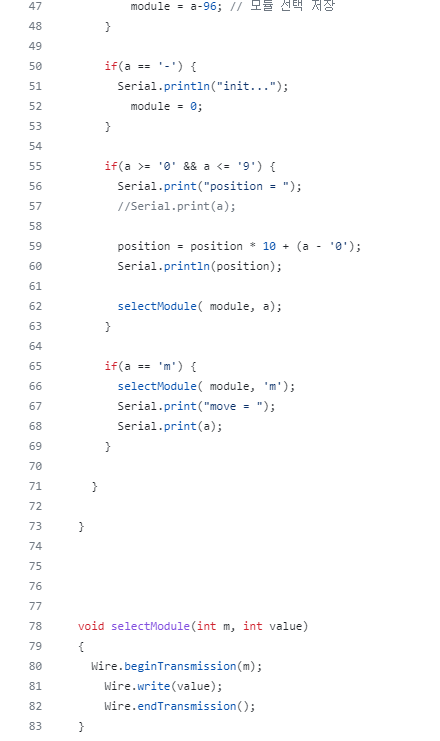 47 module = a-96; // 모듈 선택 저장
48 }
49
50 if(a == '-') {
51 Serial.println("init...");
52 module = 0;
53 }
54
55 if(a >= '0' && a <= '9') {
56 Serial.print("position = ");
57 //Serial.print(a);
58
59 position = position * 10 + (a - '0');
60 Serial.println(position);
61
62 selectModule( module, a);
63 }
64
65 if(a == 'm') {
66 selectModule( module, 'm');
67 Serial.print("move = ");
68 Serial.print(a);
69 }
70
71 }
72
73 }
74
75
76
77
78 void selectModule(int m, int value)
79 {
80 Wire.beginTransmission(m);
81 Wire.write(value);
82 Wire.endTransmission();
83 }